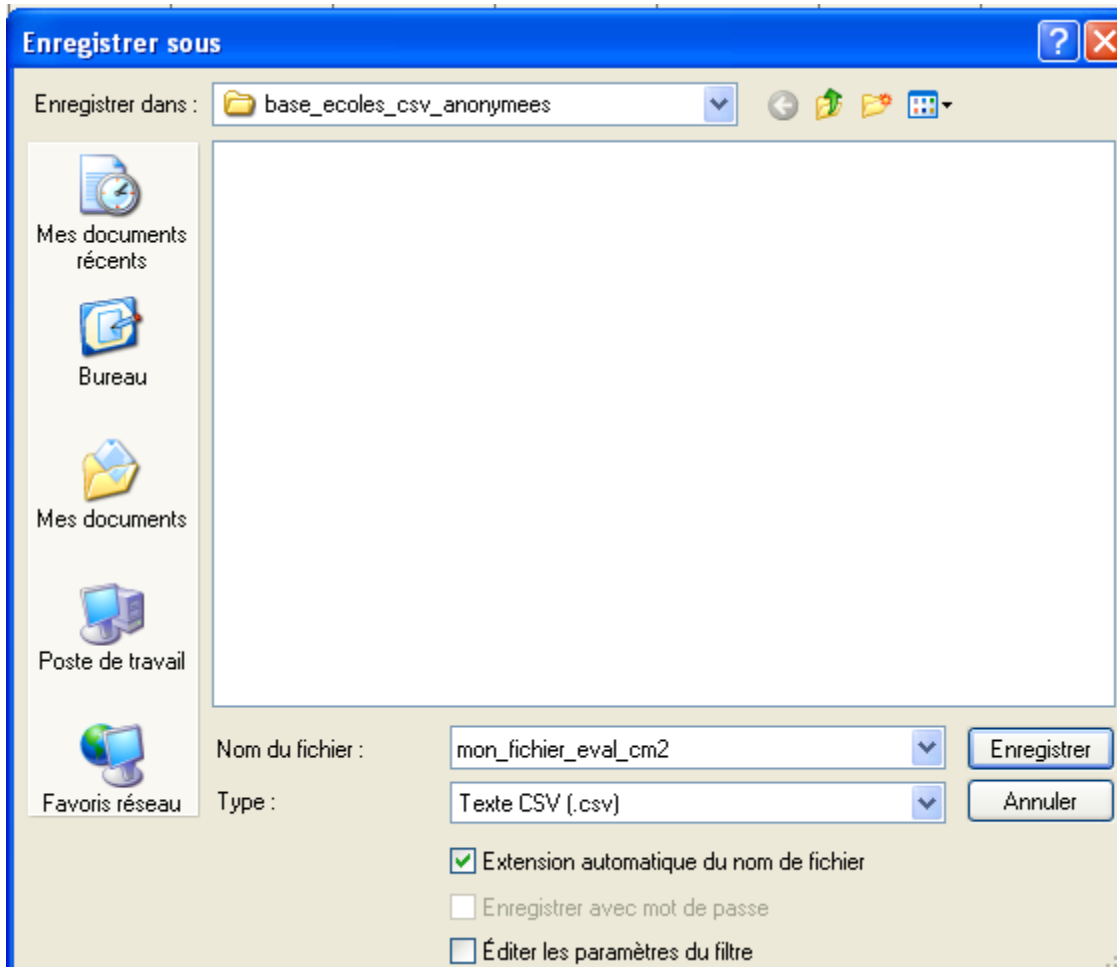 Enregistrer sous
Enregistrer dans :
base_ecoles_csv_anonymees
Mes documents
récents
Bureau
Mes documents
Poste de travail
Favoris réseau
Nom du fichier :
mon_fichier_eval_cm2
Enregistrer
Type :
Texte CSV (.csv)
Annuler
Extension automatique du nom de fichier
Enregistrer avec mot de passe
Éditer les paramètres du filtre